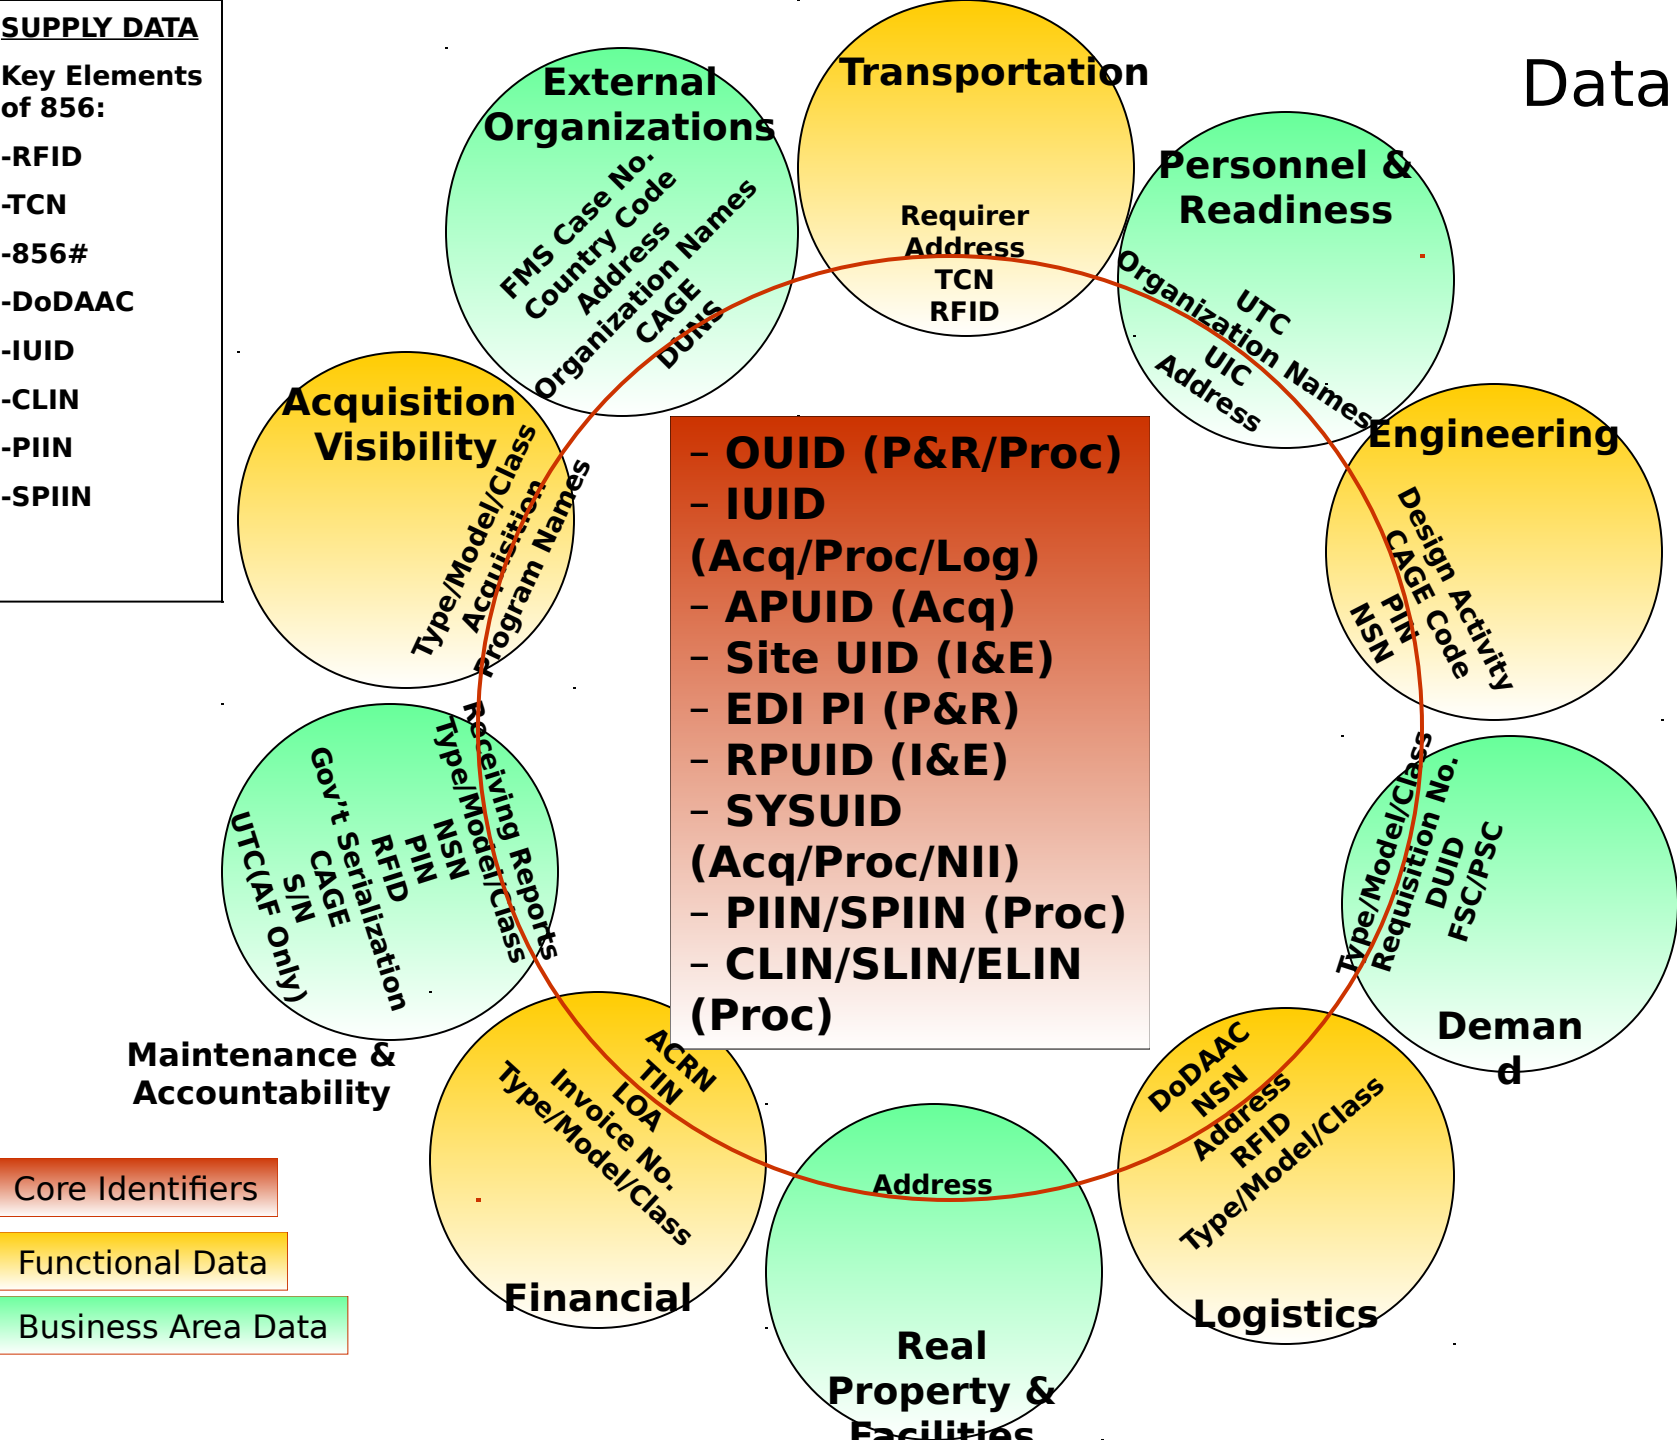 SUPPLY DATA
Key Elements
of 856:
-RFID
-TCN
-856#
-DoDAAC
-IUID
-CLIN
-PIIN
-SPIIN
Data
External
Organizations
FMS Case No.
Country Code
Address
Organization Names
CAGE
DUNS
Transportation
Requirer
Address
TCN
RFID
Personnel &
Readiness
UTC
Organization Names
UIC
Address
Acquisition
Visibility
Type/Model/Class
Acquisition
Program Names
Engineering
Design Activity
CAGE Code
PIN
NSN
– OUID (P&R/Proc)
– IUID
(Acq/Proc/Log)
– APUID (Acq)
– Site UID (I&E)
– EDI PI (P&R)
– RPUID (I&E)
– SYSUID
(Acq/Proc/NII)
– PIIN/SPIIN (Proc)
– CLIN/SLIN/ELIN
(Proc)
Receiving Reports
Type/Model/Class
NSN
PIN
RFID
Gov't Serialization
CAGE
S/N
UTC(AF Only)
Maintenance &
Accountability
Type/Model/Class
Requisition No.
DUID
FSC/PSC
Deman
d
ACRN
TIN
LOA
Invoice No.
Type/Model/Class
Financial
Address
Real
Property &
Facilities
DoDAAC
NSN
Address
RFID
Type/Model/Class
Logistics
Core Identifiers
Functional Data
Business Area Data